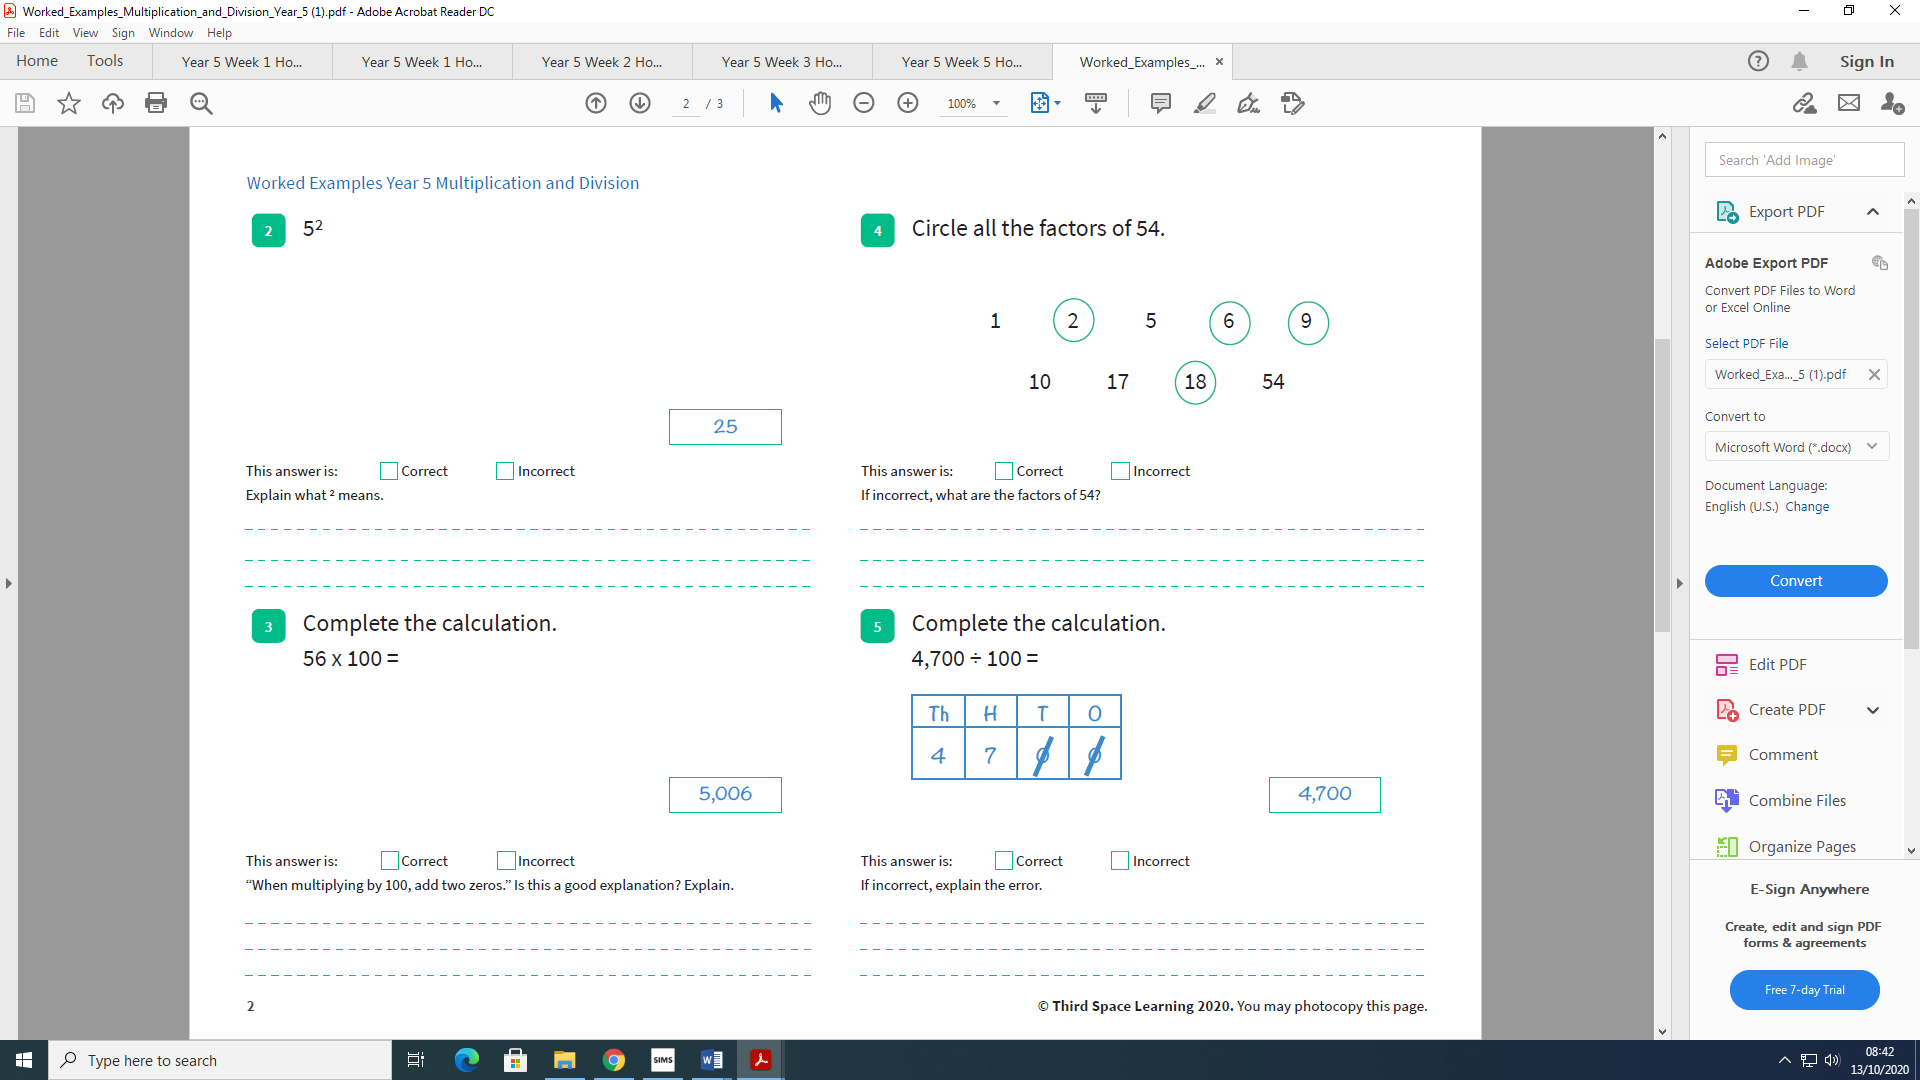 Worked_Examples_Multiplication_and_Division_Year_5 (1).pdf - Adobe Acrobat Reader DC
File Edit View Sign Window Help
Home Tools Year 5 Week 1 Ho... Year 5 Week 1 Ho... Year 5 Week 2 Ho... Year 5 Week 3 Ho... Year 5 Week 5 Ho... Worked_Examples_... × Sign In
2 / 3 100%
Worked Examples Year 5 Multiplication and Division
2 5²
25
This answer is: Correct Incorrect
Explain what ² means.
3 Complete the calculation.
56 x 100 =
5,006
This answer is: Correct Incorrect
“When multiplying by 100, add two zeros.” Is this a good explanation? Explain.
4 Circle all the factors of 54.
1 2 5 6 9
10 17 18 54
This answer is: Correct Incorrect
If incorrect, what are the factors of 54?
5 Complete the calculation.
4,700 ÷ 100 =
Th H T O
4 7 0 0
4,700
This answer is: Correct Incorrect
If incorrect, explain the error.
2
© Third Space Learning 2020. You may photocopy this page.
Search 'Add Image'
Export PDF
Adobe Export PDF
Convert PDF Files to Word
or Excel Online
Select PDF File
Worked_Exa..._5 (1).pdf
Convert to
Microsoft Word (*.docx)
Document Language:
English (U.S.) Change
Convert
Edit PDF
Create PDF
Comment
Combine Files
Organize Pages
E-Sign Anywhere
Create, edit and sign PDF
forms & agreements
Free 7-day Trial
Type here to search
SIMS
W
08:42
13/10/2020